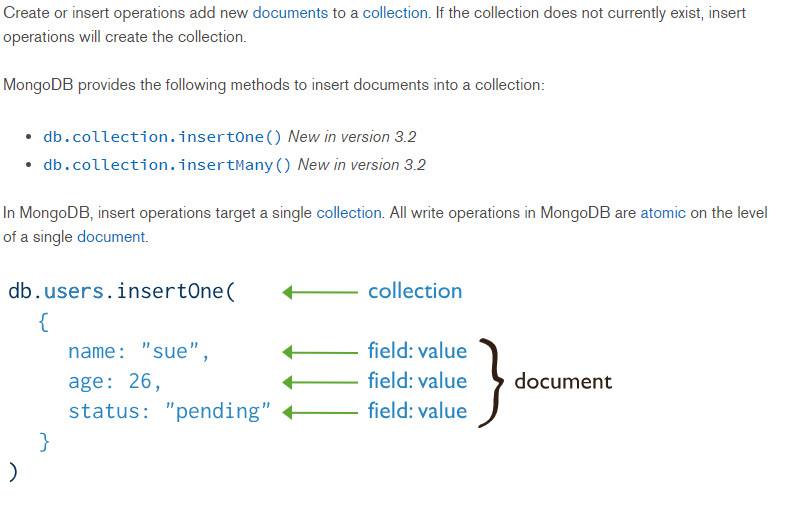 Create or insert operations add new documents to a collection. If the collection does not currently exist, insert
operations will create the collection.
MongoDB provides the following methods to insert documents into a collection:
• db.collection.insertOne() New in version 3.2
• db.collection.insertMany() New in version 3.2
In MongoDB, insert operations target a single collection. All write operations in MongoDB are atomic on the level
of a single document.
db.users.insertOne( collection
{
name: "sue", field: value
age: 26, field: value } document
status: "pending" field: value
}
)